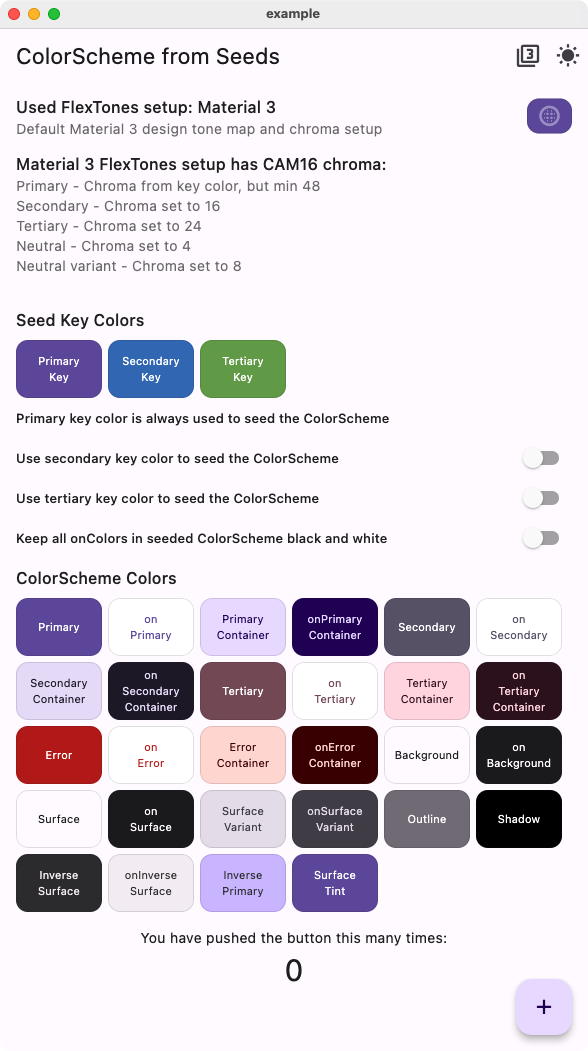 example
ColorScheme from Seeds
3
Used FlexTones setup: Material 3
Default Material 3 design tone map and chroma setup
Material 3 FlexTones setup has CAM16 chroma:
Primary - Chroma from key color, but min 48
Secondary - Chroma set to 16
Tertiary - Chroma set to 24
Neutral - Chroma set to 4
Neutral variant - Chroma set to 8
Seed Key Colors
Primary
Key
Secondary
Key
Tertiary
Key
Primary key color is always used to seed the ColorScheme
Use secondary key color to seed the ColorScheme
Use tertiary key color to seed the ColorScheme
Keep all onColors in seeded ColorScheme black and white
ColorScheme Colors
Primary
on
Primary
Primary
Container
onPrimary
Container
Secondary
on
Secondary
Secondary
Container
on
Secondary
Container
Tertiary
on
Tertiary
Tertiary
Container
on
Tertiary
Container
Error
on
Error
Error
Container
onError
Container
Background
on
Background
Surface
on
Surface
Surface
Variant
onSurface
Variant
Outline
Shadow
Inverse
Surface
onInverse
Surface
Inverse
Primary
Surface
Tint
You have pushed the button this many times:
0
+